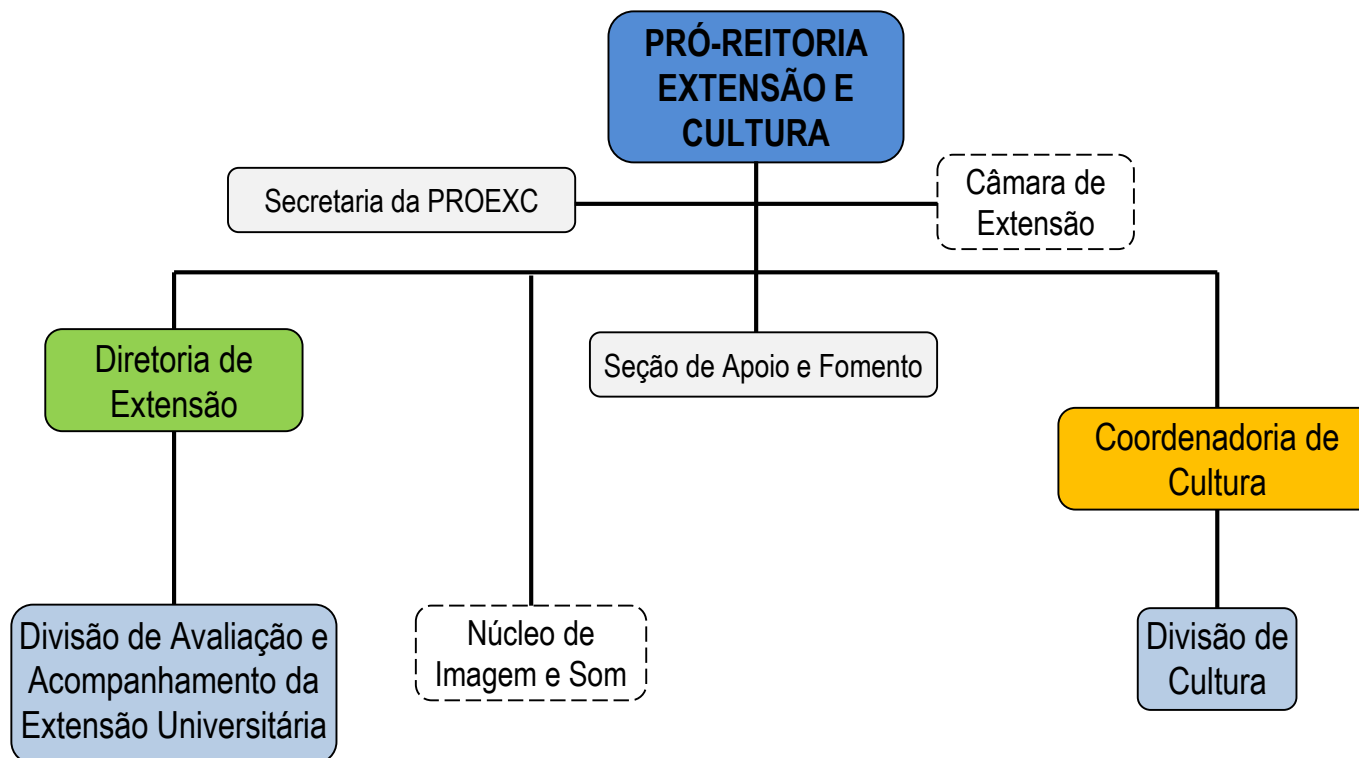 PRÓ-REITORIA
EXTENSÃO E
CULTURA
Secretaria da PROEXC
Câmara de
Extensão
Diretoria de
Extensão
Seção de Apoio e Fomento
Coordenadoria de
Cultura
Divisão de Avaliação e
Acompanhamento da
Extensão Universitária
Núcleo de
Imagem e Som
Divisão de
Cultura